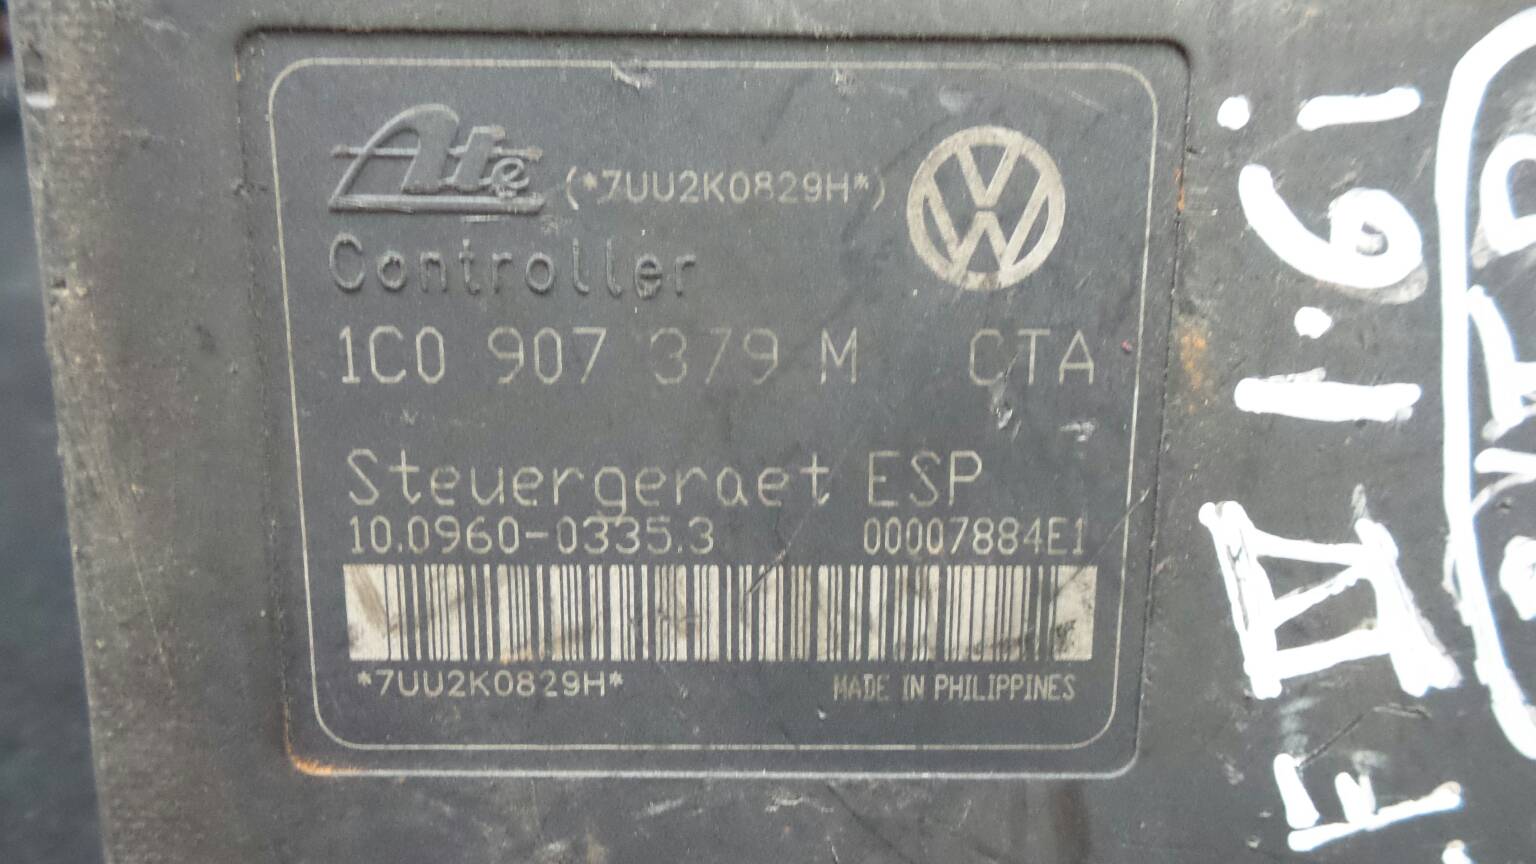 Ate (*7UU2K0829H*)
Controller
1C0 907 379 M CTA
Steuergeraet ESP
10.0960-0335.3 00007884E1
*7UU2K0829H*
MADE IN PHILIPPINES
1.6i